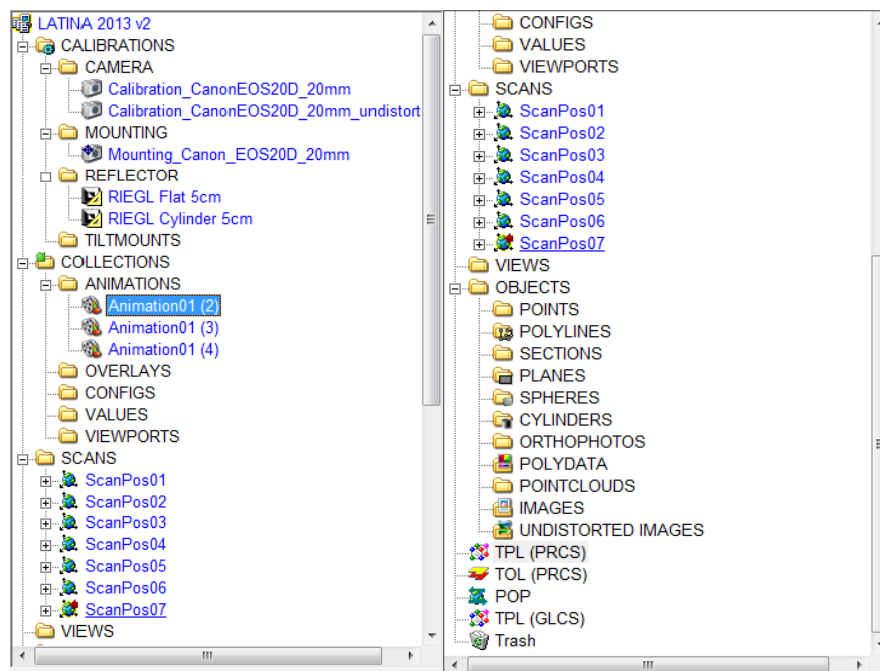 LATINA 2013 v2
CALIBRATIONS
CAMERA
Calibration_CanonEOS20D_20mm
Calibration_CanonEOS20D_20mm_undistort
MOUNTING
Mounting_Canon_EOS20D_20mm
REFLECTOR
RIEGL Flat 5cm
RIEGL Cylinder 5cm
TILTMOUNTS
COLLECTIONS
ANIMATIONS
Animation01 (2)
Animation01 (3)
Animation01 (4)
OVERLAYS
CONFIGS
VALUES
VIEWPORTS
SCANS
ScanPos01
ScanPos02
ScanPos03
ScanPos04
ScanPos05
ScanPos06
ScanPos07
VIEWS
CONFIGS
VALUES
VIEWPORTS
SCANS
ScanPos01
ScanPos02
ScanPos03
ScanPos04
ScanPos05
ScanPos06
ScanPos07
VIEWS
OBJECTS
POINTS
POLYLINES
SECTIONS
PLANES
SPHERES
CYLINDERS
ORTHOPHOTOS
POLYDATA
POINTCLOUDS
IMAGES
UNDISTORTED IMAGES
TPL (PRCS)
TOL (PRCS)
POP
TPL (GLCS)
Trash